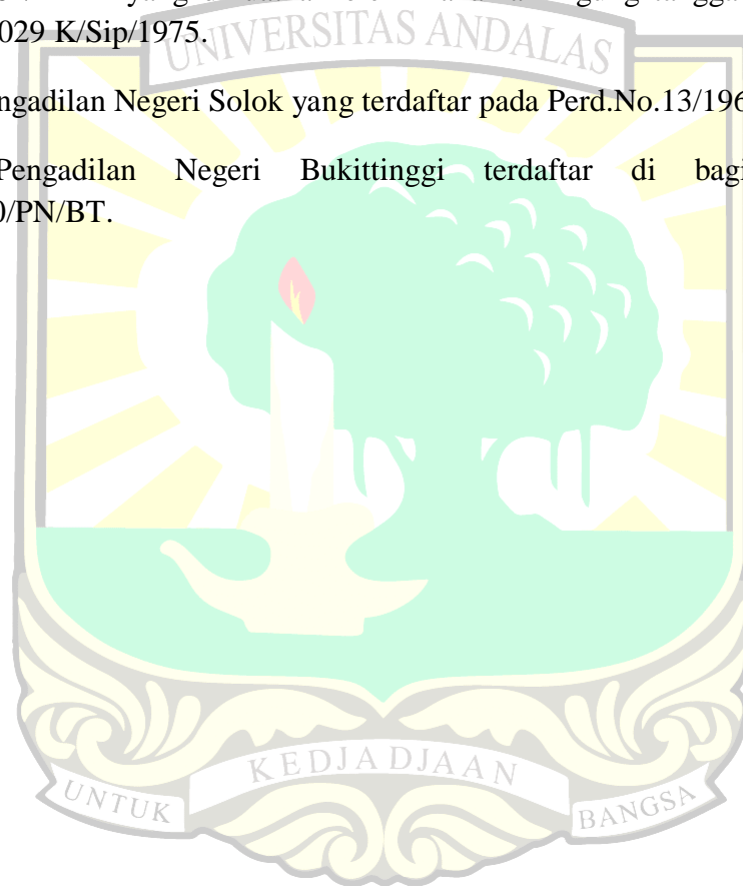 029 K/Sip/1975.
UNIVERSITAS ANDALAS
ngadilan Negeri Solok yang terdaftar pada Perd.No.13/196
Pengadilan Negeri Bukittinggi terdaftar di bagi
0/PN/BT.
KEDJADJAAN
UNTUK
BANGSA